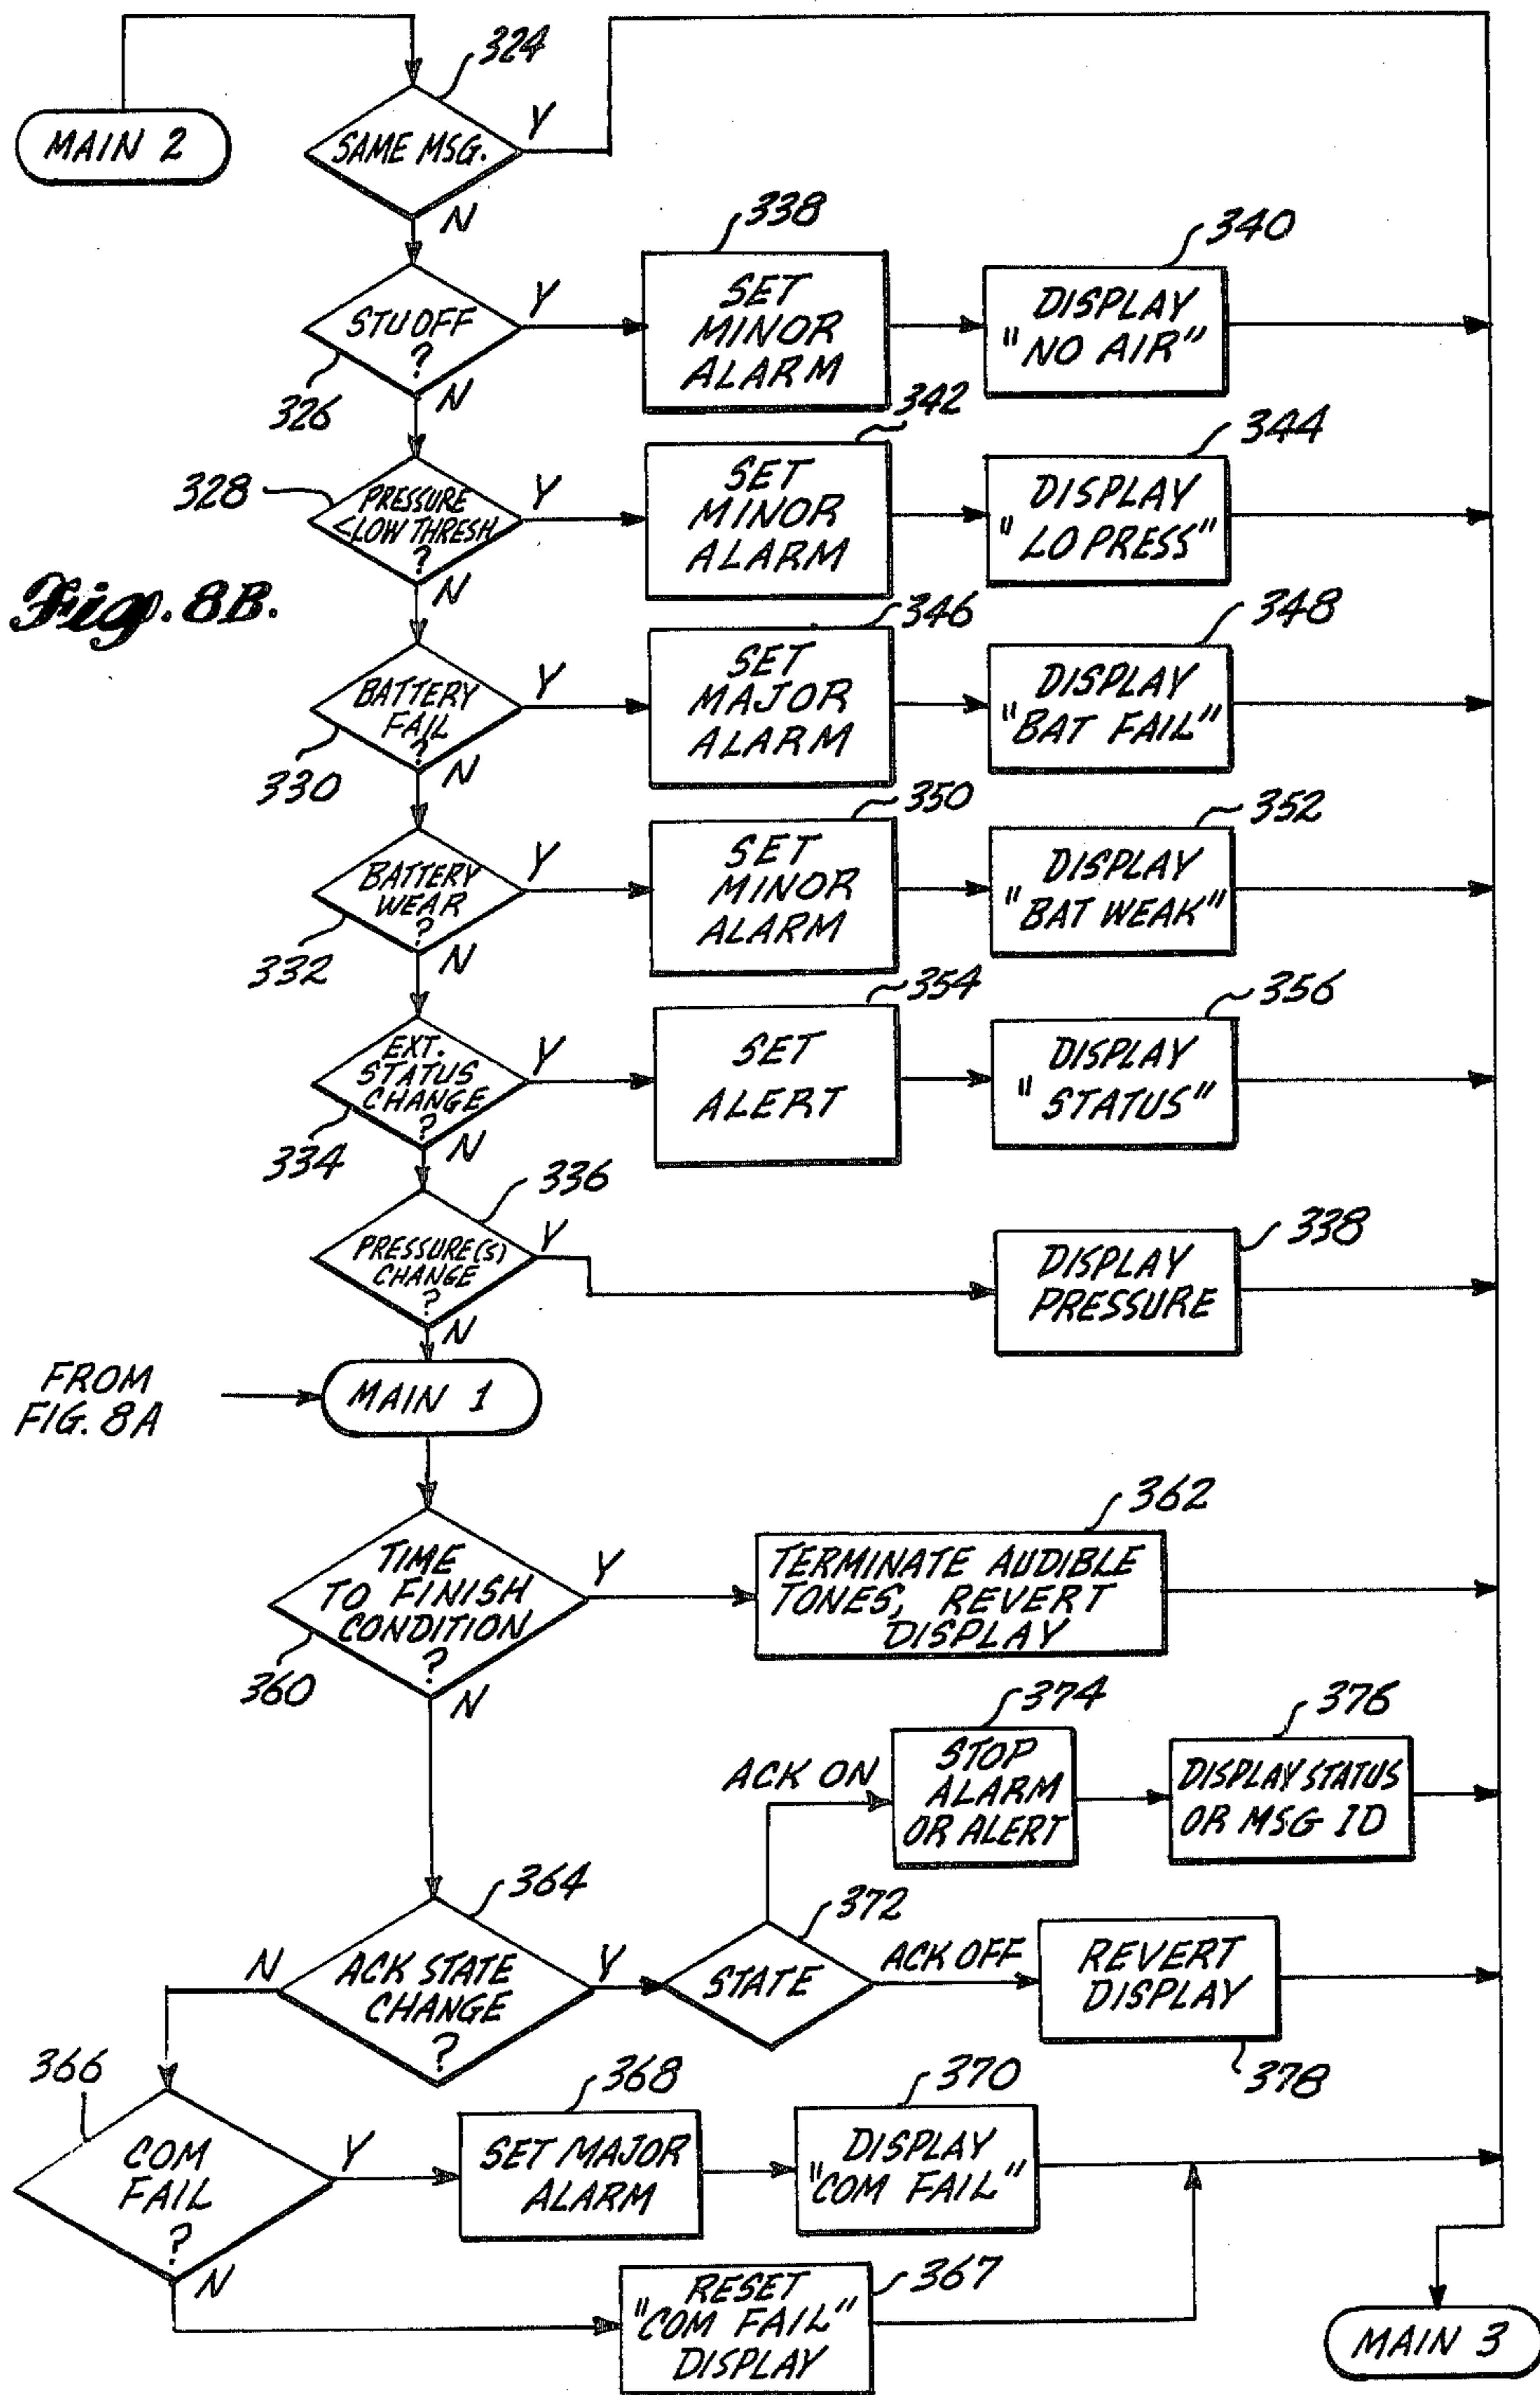 324
MAIN 2
SAME MSG.
Y
N
338
340
STUOFF
?
Y
SET
MINOR
ALARM
DISPLAY
"NO AIR"
326
N
342
344
328
PRESSURE
<LOW THRESH
?
Y
SET
MINOR
ALARM
DISPLAY
"LO PRESS"
N
Fig. 8B.
346
348
BATTERY
FAIL
?
Y
SET
MAJOR
ALARM
DISPLAY
"BAT FAIL"
330
N
350
352
BATTERY
WEAR
?
Y
SET
MINOR
ALARM
DISPLAY
"BAT WEAK"
332
N
354
356
EXT.
STATUS
CHANGE
?
Y
SET
ALERT
DISPLAY
"STATUS"
334
N
336
338
PRESSURE(S)
CHANGE
?
Y
DISPLAY
PRESSURE
N
FROM
FIG. 8A
MAIN 1
362
TIME
TO FINISH
CONDITION
?
Y
TERMINATE AUDIBLE
TONES, REVERT
DISPLAY
360
N
374
376
ACK ON
STOP
ALARM
OR ALERT
DISPLAY STATUS
OR MSG ID
364
372
N
ACK STATE
CHANGE
?
Y
STATE
ACK OFF
REVERT
DISPLAY
378
366
368
370
COM
FAIL
?
Y
SET MAJOR
ALARM
DISPLAY
"COM FAIL"
N
367
RESET
"COM FAIL"
DISPLAY
MAIN 3